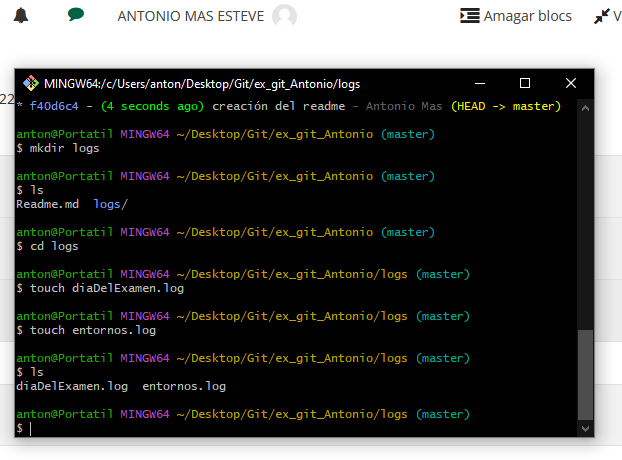 ANTONIO MAS ESTEVE
Amagar blocs
V
22
MINGW64:/c/Users/anton/Desktop/Git/ex_git_Antonio/logs
* f40d6c4 - (4 seconds ago) creación del readme - Antonio Mas (HEAD -> master)
anton@Portatil MINGW64 ~/Desktop/Git/ex_git_Antonio (master)
$ mkdir logs
anton@Portatil MINGW64 ~/Desktop/Git/ex_git_Antonio (master)
$ ls
Readme.md  logs/
anton@Portatil MINGW64 ~/Desktop/Git/ex_git_Antonio (master)
$ cd logs
anton@Portatil MINGW64 ~/Desktop/Git/ex_git_Antonio/logs (master)
$ touch diaDelExamen.log
anton@Portatil MINGW64 ~/Desktop/Git/ex_git_Antonio/logs (master)
$ touch entornos.log
anton@Portatil MINGW64 ~/Desktop/Git/ex_git_Antonio/logs (master)
$ ls
diaDelExamen.log  entornos.log
anton@Portatil MINGW64 ~/Desktop/Git/ex_git_Antonio/logs (master)
$